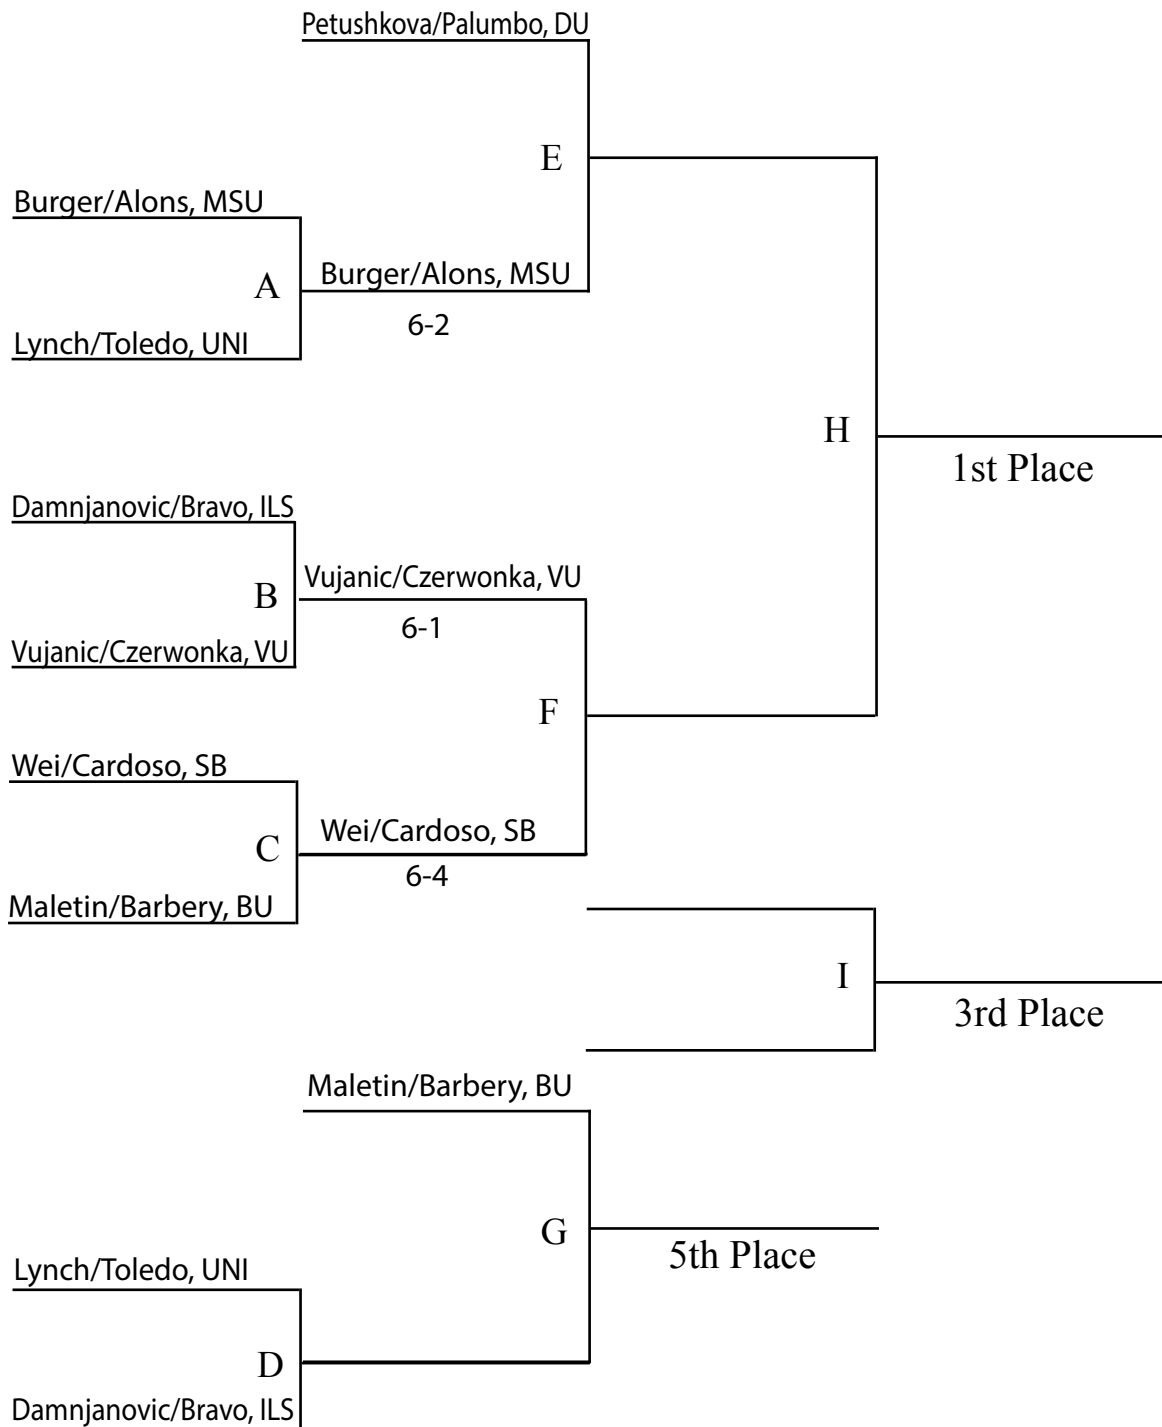 Petushkova/Palumbo, DU
E
Burger/Alons, MSU
A
Burger/Alons, MSU
6-2
Lynch/Toledo, UNI
H
1st Place
Damnjanovic/Bravo, ILS
B
Vujanic/Czerwonka, VU
6-1
Vujanic/Czerwonka, VU
F
Wei/Cardoso, SB
C
Wei/Cardoso, SB
6-4
Maletin/Barbery, BU
I
3rd Place
Maletin/Barbery, BU
G
5th Place
Lynch/Toledo, UNI
D
Damnjanovic/Bravo, ILS